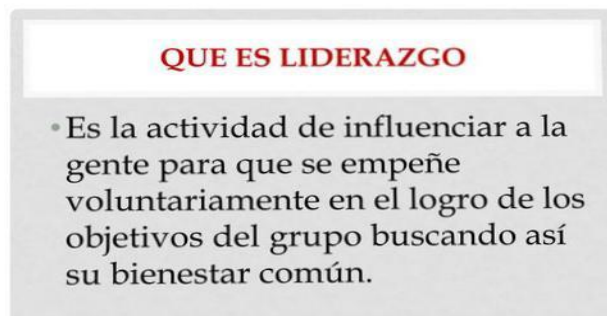 QUE ES LIDERAZGO
• Es la actividad de influenciar a la
gente para que se empeñe
voluntariamente en el logro de los
objetivos del grupo buscando así
su bienestar común.